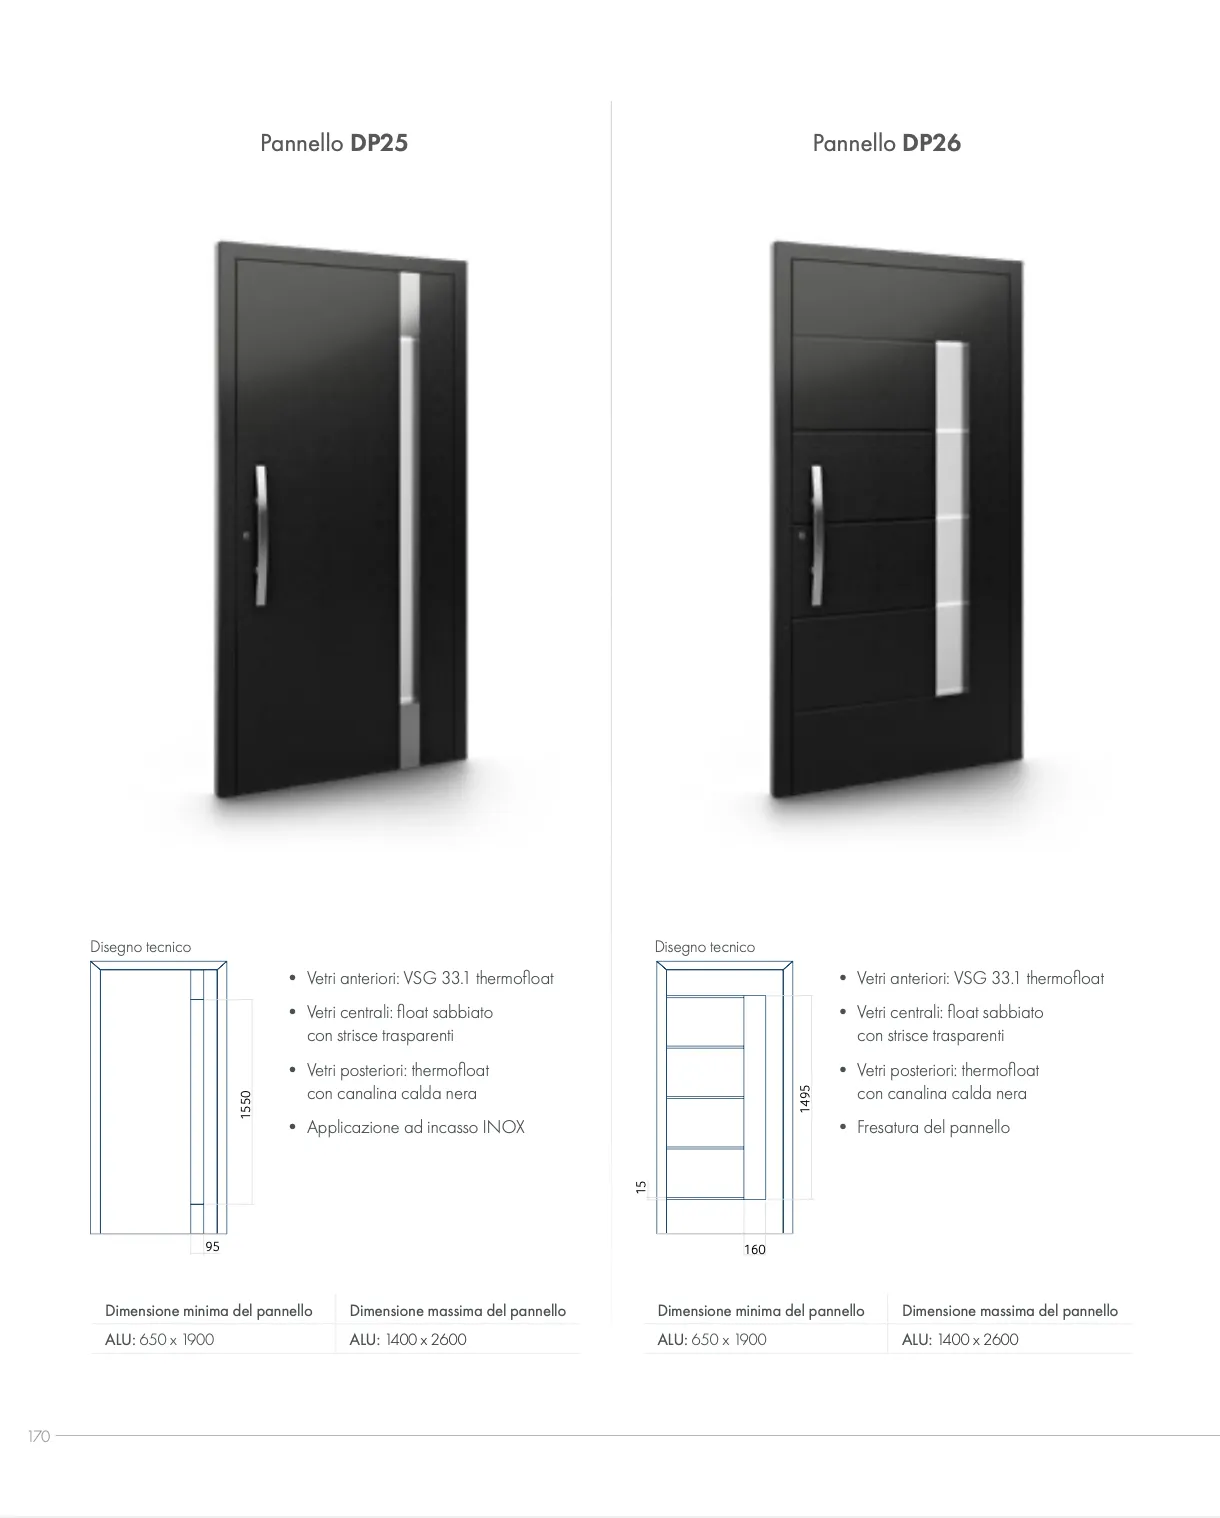 Pannello DP25
Disegno tecnico
1550
95
• Vetri anteriori: VSG 33.1 thermofloat
• Vetri centrali: float sabbiato
con strisce trasparenti
• Vetri posteriori: thermofloat
con canalina calda nera
• Applicazione ad incasso INOX
Dimensione minima del pannello
Dimensione massima del pannello
ALU: 650 x 1900
ALU: 1400 x 2600
Pannello DP26
Disegno tecnico
1495
15
160
• Vetri anteriori: VSG 33.1 thermofloat
• Vetri centrali: float sabbiato
con strisce trasparenti
• Vetri posteriori: thermofloat
con canalina calda nera
• Fresatura del pannello
Dimensione minima del pannello
Dimensione massima del pannello
ALU: 650 x 1900
ALU: 1400 x 2600
170